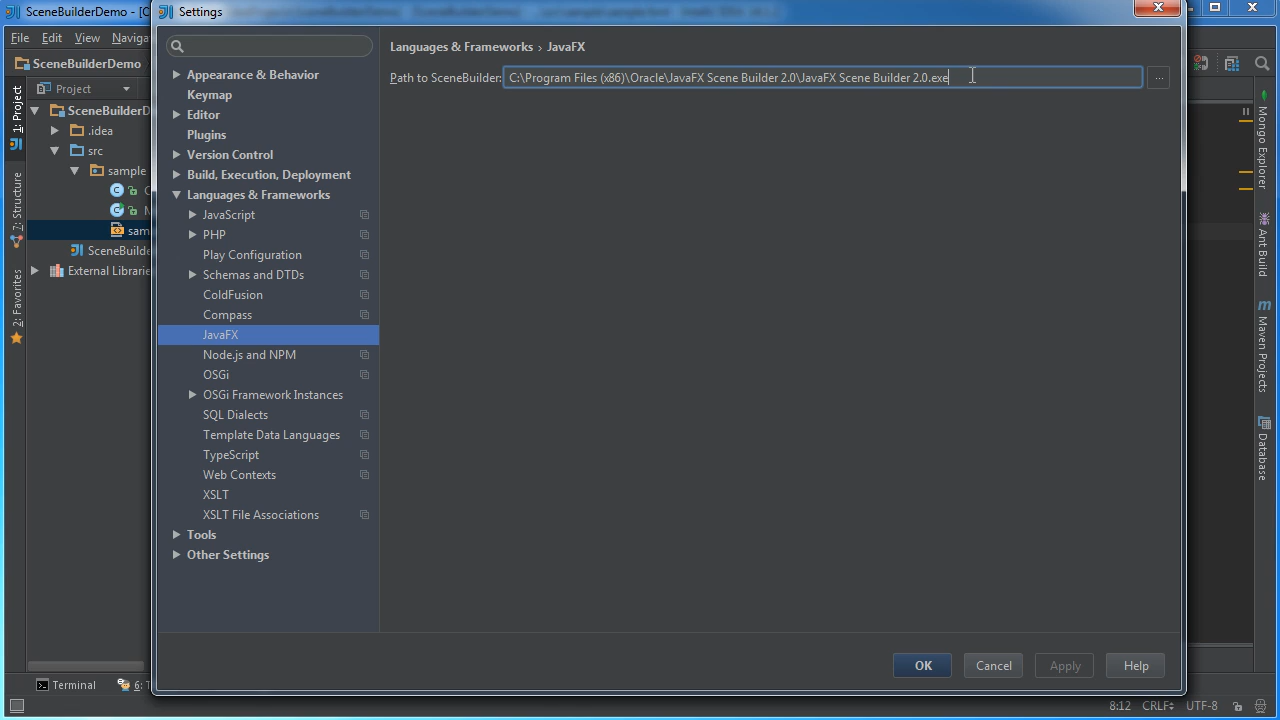 SceneBuilderDemo - [C
Settings
File Edit View Naviga
SceneBuilderDemo
Languages & Frameworks › JavaFX
Path to SceneBuilder: C:\Program Files (x86)\Oracle\JavaFX Scene Builder 2.0\JavaFX Scene Builder 2.0.exe ...
Appearance & Behavior
Keymap
Editor
Plugins
Version Control
Build, Execution, Deployment
Languages & Frameworks
JavaScript
PHP
Play Configuration
Schemas and DTDs
ColdFusion
Compass
JavaFX
Node.js and NPM
OSGi
OSGi Framework Instances
SQL Dialects
Template Data Languages
TypeScript
Web Contexts
XSLT
XSLT File Associations
Tools
Other Settings
OK
Cancel
Apply
Help
1: Project
7: Structure
2: Favorites
Project
SceneBuilderD
.idea
src
sample
C
M
sam
SceneBuilde
External Librarie
Mongo Explorer
Ant Build
Maven Projects
Database
Terminal
6:
8:12 CRLF UTF-8